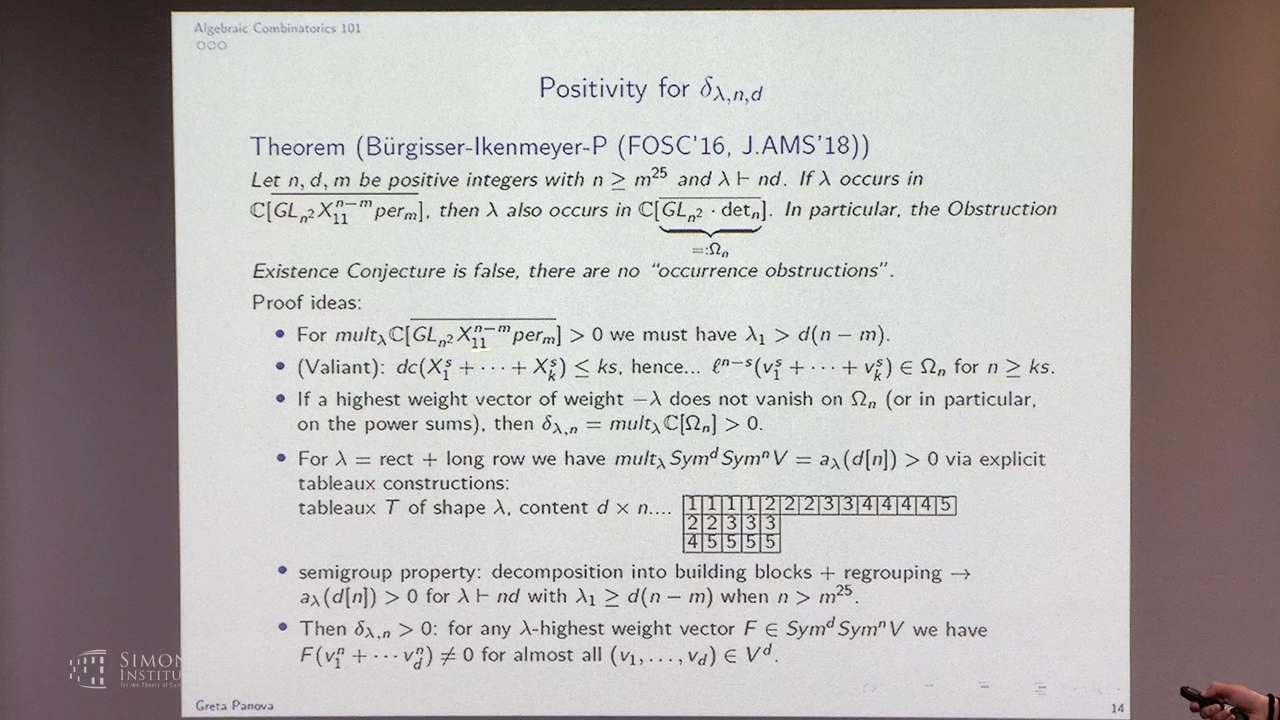 Algebraic Combinatorics 101
Positivity for δ_{λ,n,d}
Theorem (Bürgisser-Ikenmeyer-P (FOSC'16, J.AMS'18))
Let n, d, m be positive integers with n ≥ m^{25} and λ ⊢ nd. If λ occurs in
ℂ[\overline{GL_{n^2} X_{11}^{n−m} per_m}], then λ also occurs in ℂ[\overline{GL_{n^2} · det_n}]. In particular, the Obstruction
=:Ω_n
Existence Conjecture is false, there are no "occurrence obstructions".
Proof ideas:
• For mult_λ ℂ[\overline{GL_{n^2} X_{11}^{n−m} per_m}] > 0 we must have λ_1 > d(n − m).
• (Valiant): dc(X_1^s + ··· + X_k^s) ≤ ks, hence... ℓ^{n−s}(v_1^s + ··· + v_k^s) ∈ Ω_n for n ≥ ks.
• If a highest weight vector of weight −λ does not vanish on Ω_n (or in particular,
on the power sums), then δ_{λ,n} = mult_λ ℂ[Ω_n] > 0.
• For λ = rect + long row we have mult_λ Sym^d Sym^n V = a_λ(d[n]) > 0 via explicit
tableaux constructions:
tableaux T of shape λ, content d × n....
1 1 1 1 2 2 2 3 3 4 4 4 4 5
2 2 3 3 3
4 5 5 5 5
• semigroup property: decomposition into building blocks + regrouping →
a_λ(d[n]) > 0 for λ ⊢ nd with λ_1 ≥ d(n − m) when n > m^{25}.
• Then δ_{λ,n} > 0: for any λ-highest weight vector F ∈ Sym^d Sym^n V we have
F(v_1^n + ··· v_d^n) ≠ 0 for almost all (v_1, ..., v_d) ∈ V^d.
SIMON
INSTITU
Greta Panova
14